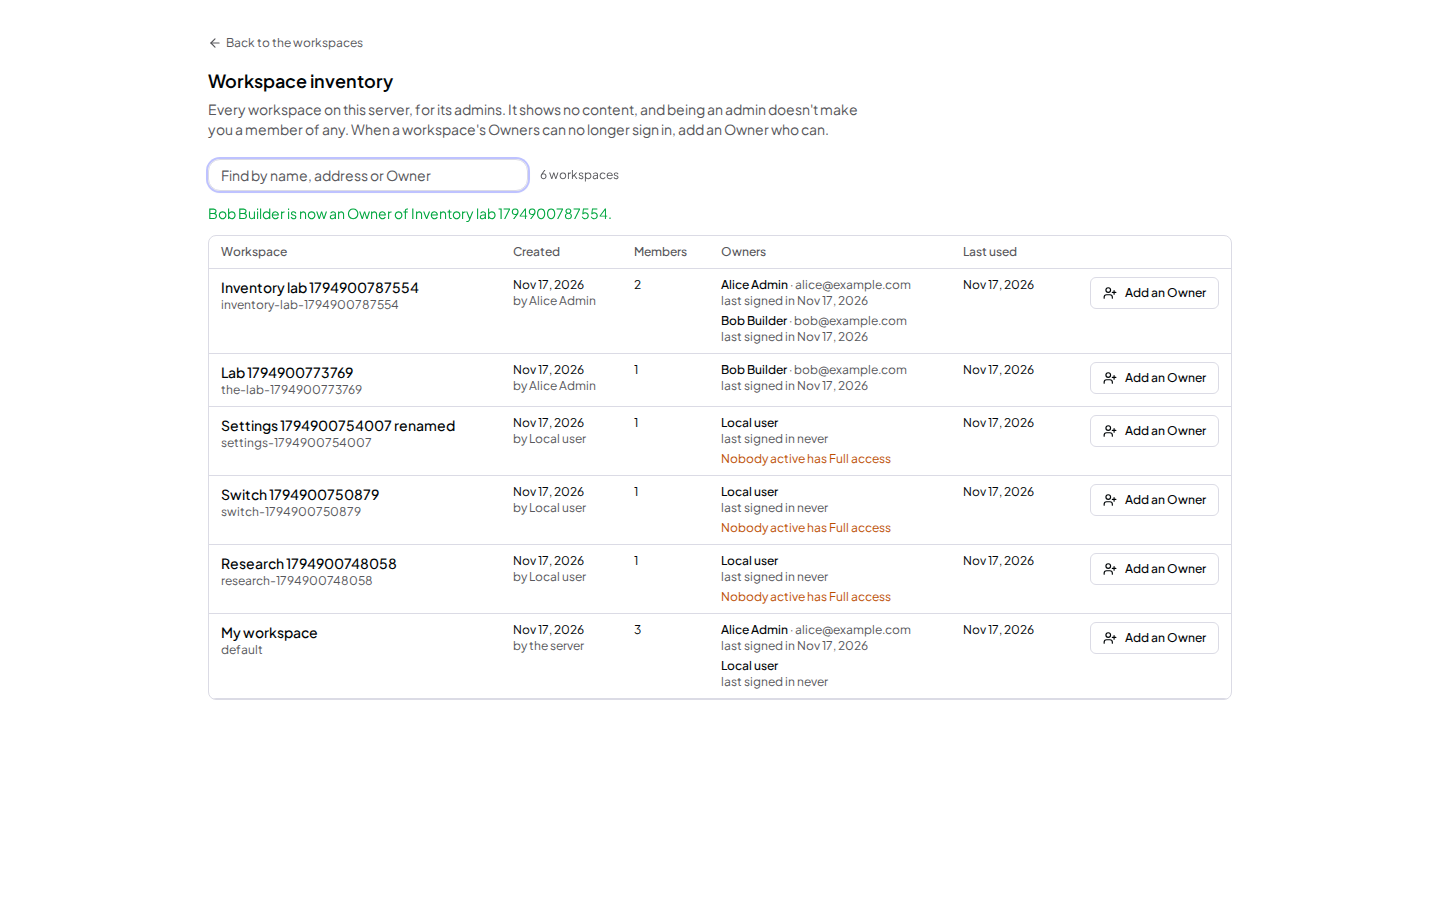 Back to the workspaces
Workspace inventory
Every workspace on this server, for its admins. It shows no content, and being an admin doesn't make
you a member of any. When a workspace's Owners can no longer sign in, add an Owner who can.
Find by name, address or Owner
6 workspaces
Bob Builder is now an Owner of Inventory lab 1794900787554.
Workspace Created Members Owners Last used
Inventory lab 1794900787554
inventory-lab-1794900787554
Nov 17, 2026
by Alice Admin
2
Alice Admin · alice@example.com
last signed in Nov 17, 2026
Bob Builder · bob@example.com
last signed in Nov 17, 2026
Nov 17, 2026
Add an Owner
Lab 1794900773769
the-lab-1794900773769
Nov 17, 2026
by Alice Admin
1
Bob Builder · bob@example.com
last signed in Nov 17, 2026
Nov 17, 2026
Add an Owner
Settings 1794900754007 renamed
settings-1794900754007
Nov 17, 2026
by Local user
1
Local user
last signed in never
Nobody active has Full access
Nov 17, 2026
Add an Owner
Switch 1794900750879
switch-1794900750879
Nov 17, 2026
by Local user
1
Local user
last signed in never
Nobody active has Full access
Nov 17, 2026
Add an Owner
Research 1794900748058
research-1794900748058
Nov 17, 2026
by Local user
1
Local user
last signed in never
Nobody active has Full access
Nov 17, 2026
Add an Owner
My workspace
default
Nov 17, 2026
by the server
3
Alice Admin · alice@example.com
last signed in Nov 17, 2026
Local user
last signed in never
Nov 17, 2026
Add an Owner